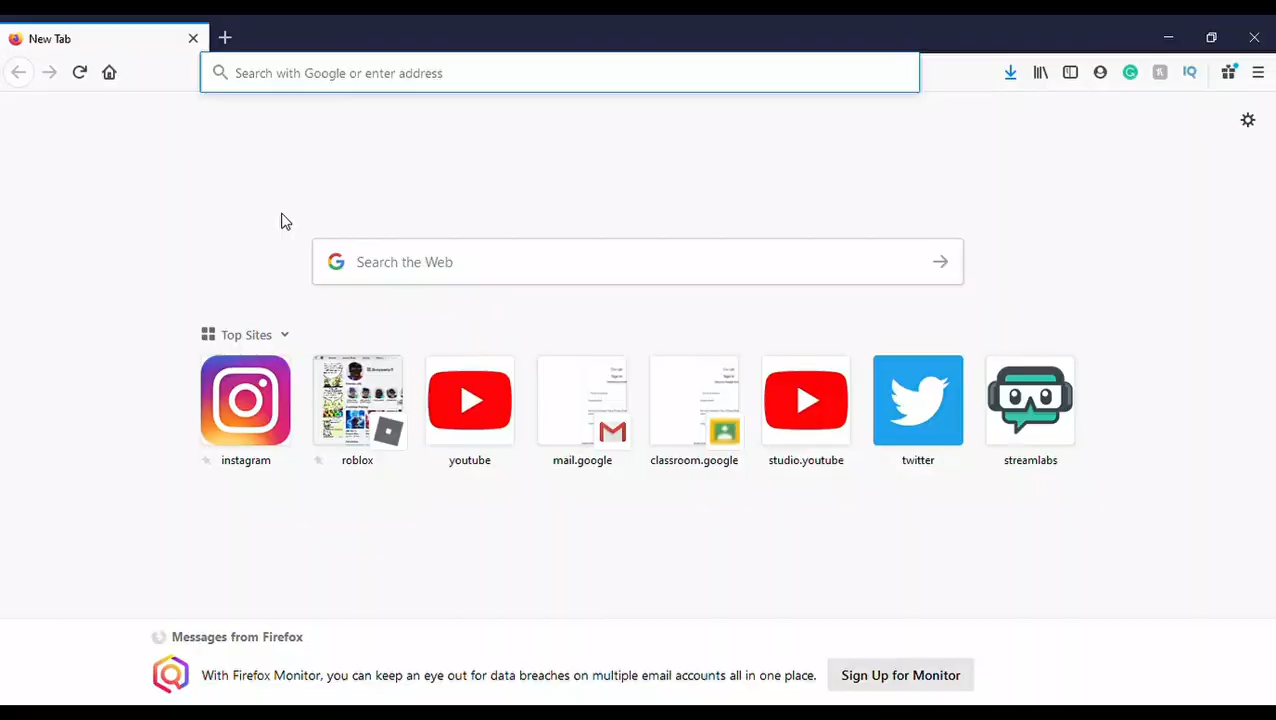 New Tab
Search with Google or enter address
Search the Web
Top Sites
instagram
roblox
youtube
mail.google
classroom.google
studio.youtube
twitter
streamlabs
Messages from Firefox
With Firefox Monitor, you can keep an eye out for data breaches on multiple email accounts all in one place.
Sign Up for Monitor